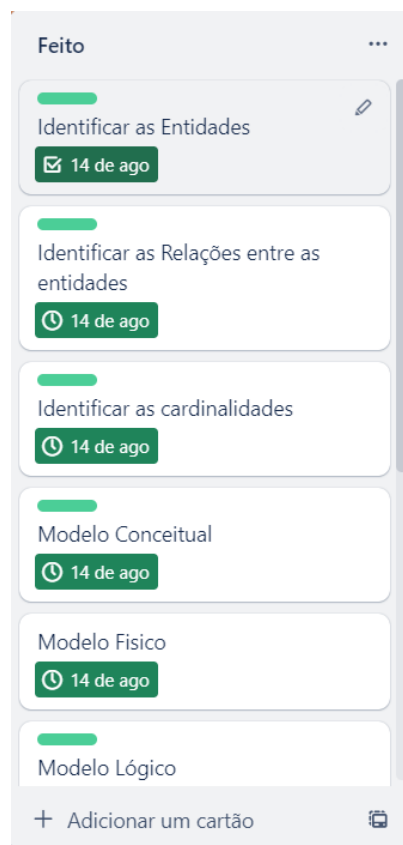 Feito
Identificar as Entidades
14 de ago
Identificar as Relações entre as
entidades
14 de ago
Identificar as cardinalidades
14 de ago
Modelo Conceitual
14 de ago
Modelo Fisico
14 de ago
Modelo Lógico
+ Adicionar um cartão